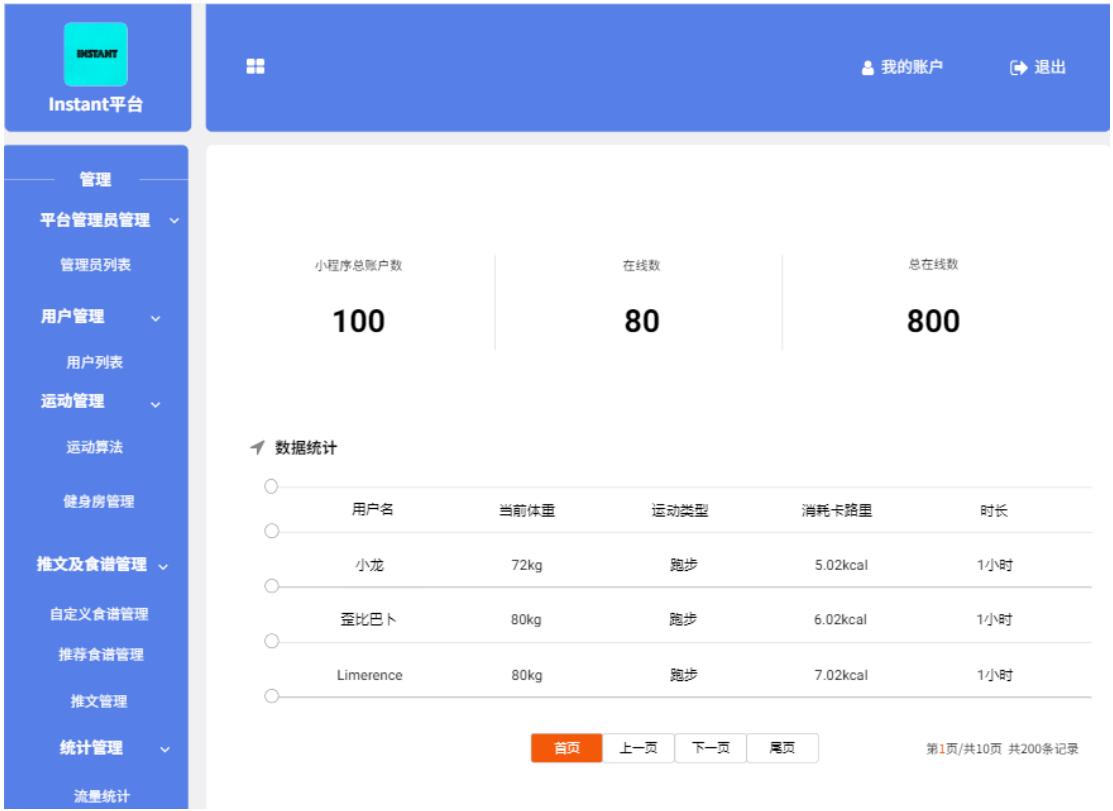 INSTANT
Instant平台
我的账户 退出
管理
平台管理员管理
管理员列表
用户管理
用户列表
运动管理
运动算法
健身房管理
推文及食谱管理
自定义食谱管理
推荐食谱管理
推文管理
统计管理
流量统计
小程序总账户数 在线数 总在线数
100 80 800
数据统计
用户名 当前体重 运动类型 消耗卡路里 时长
小龙 72kg 跑步 5.02kcal 1小时
歪比巴卜 80kg 跑步 6.02kcal 1小时
Limerence 80kg 跑步 7.02kcal 1小时
首页 上一页 下一页 尾页 第1页/共10页 共200条记录